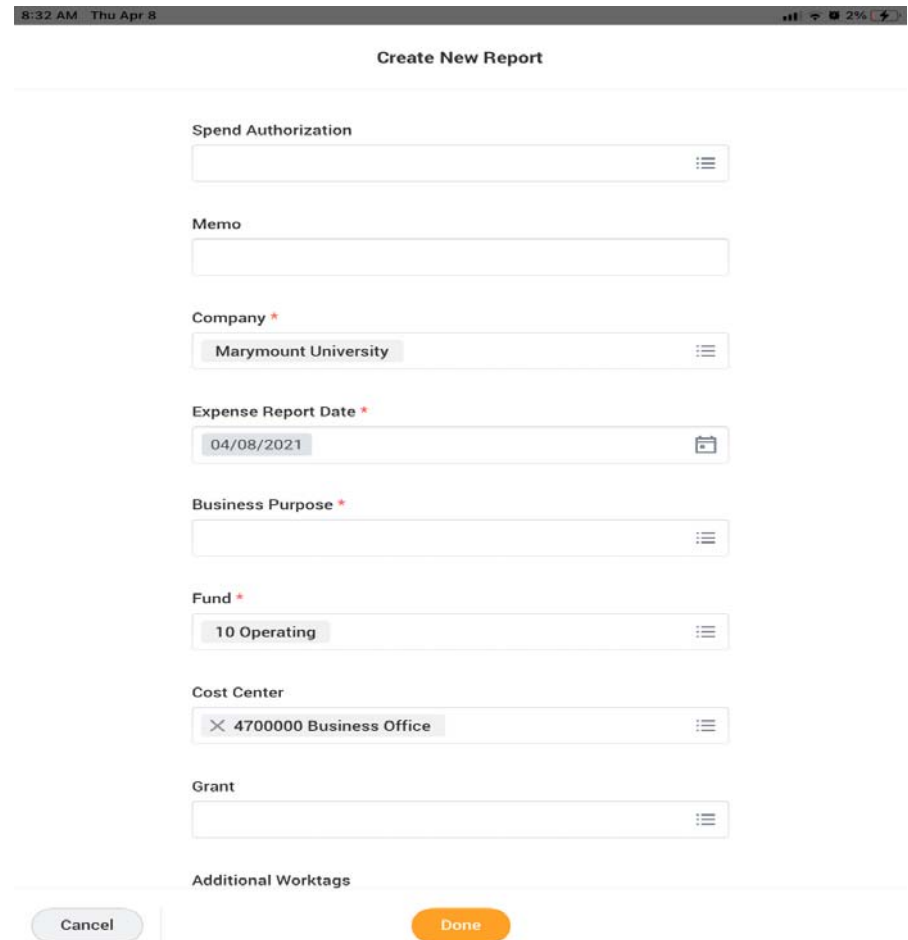 8:32 AM Thu Apr 8 2%
Create New Report
Spend Authorization
Memo
Company *
Marymount University
Expense Report Date *
04/08/2021
Business Purpose *
Fund *
10 Operating
Cost Center
× 4700000 Business Office
Grant
Additional Worktags
Cancel Done